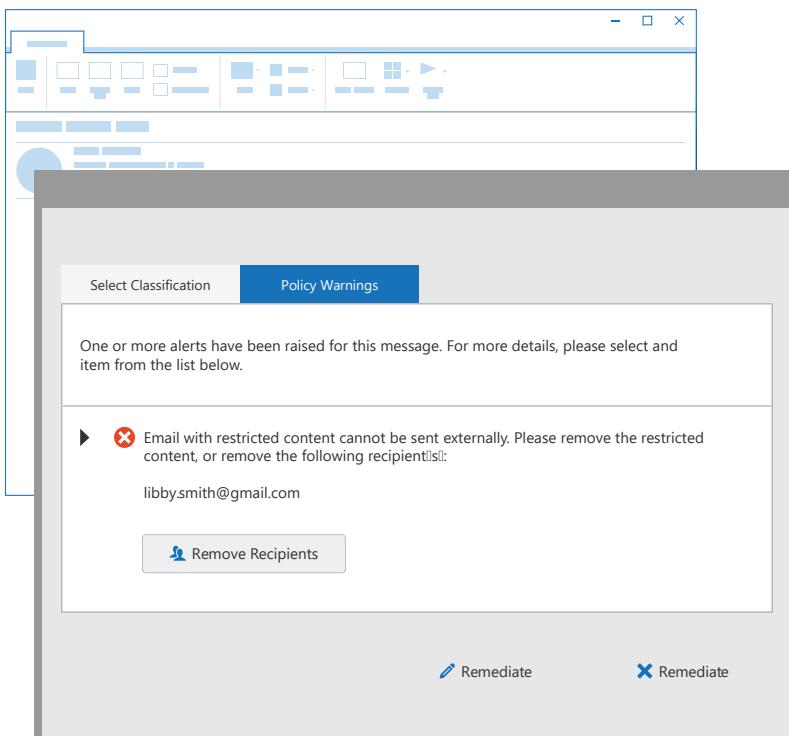 Select Classification
Policy Warnings
One or more alerts have been raised for this message. For more details, please select and
item from the list below.
Email with restricted content cannot be sent externally. Please remove the restricted
content, or remove the following recipient▯s▯:
libby.smith@gmail.com
Remove Recipients
Remediate
Remediate